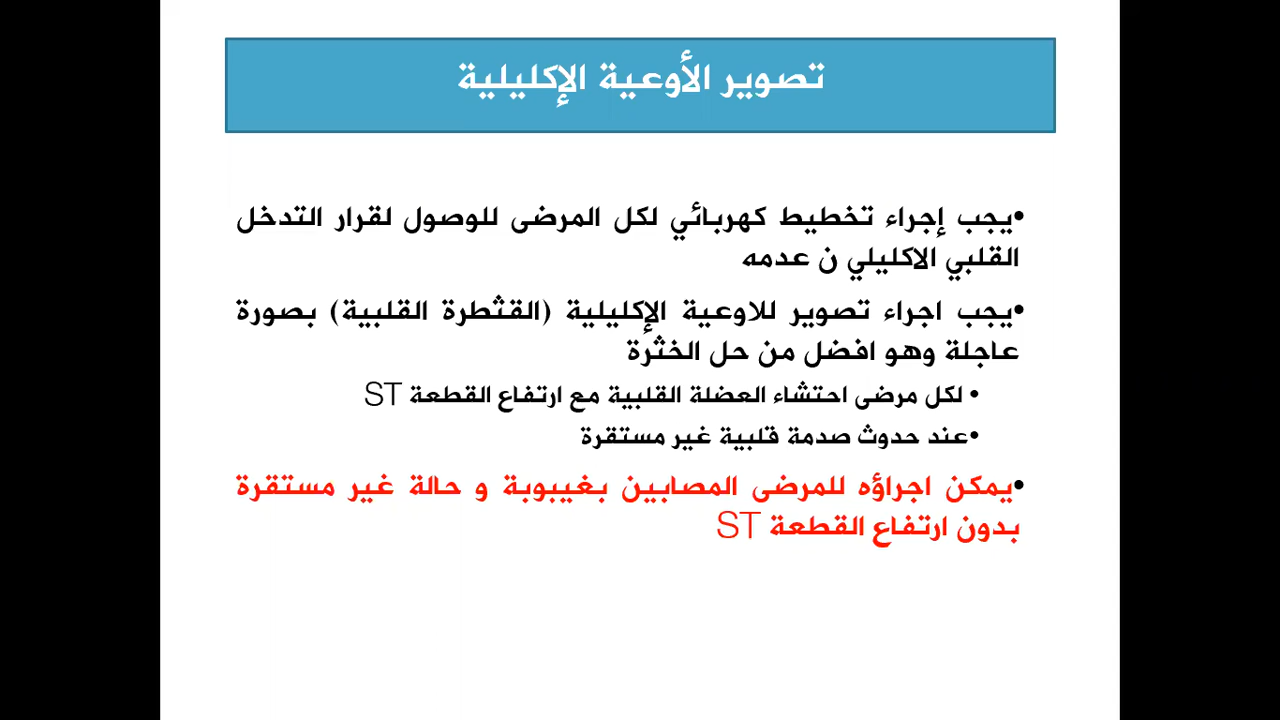 تصوير الأوعية الإكليلية
•يجب إجراء تخطيط كهربائي لكل المرضى للوصول لقرار التدخل
القلبي الاكليلي ن عدمه
•يجب اجراء تصوير للاوعية الإكليلية (القثطرة القلبية) بصورة
عاجلة وهو افضل من حل الخثرة
• لكل مرضى احتشاء العضلة القلبية مع ارتفاع القطعة ST
•عند حدوث صدمة قلبية غير مستقرة
•يمكن اجراؤه للمرضى المصابين بغيبوبة و حالة غير مستقرة
بدون ارتفاع القطعة ST